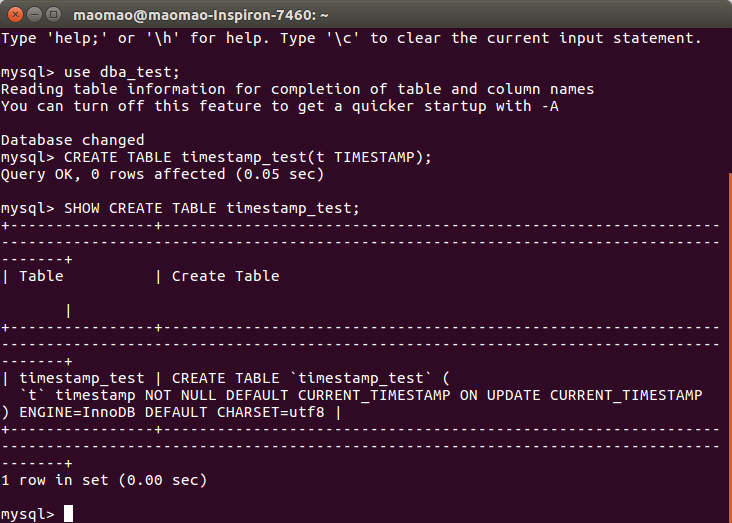 maomao@maomao-Inspiron-7460: ~
Type 'help;' or '\h' for help. Type '\c' to clear the current input statement.
mysql> use dba_test;
Reading table information for completion of table and column names
You can turn off this feature to get a quicker startup with -A
Database changed
mysql> CREATE TABLE timestamp_test(t TIMESTAMP);
Query OK, 0 rows affected (0.05 sec)
mysql> SHOW CREATE TABLE timestamp_test;
+----------------+--------------------------------------------------------------
--------------------------------------------------------------------------------
-------+
| Table          | Create Table
       |
+----------------+--------------------------------------------------------------
--------------------------------------------------------------------------------
-------+
| timestamp_test | CREATE TABLE `timestamp_test` (
  `t` timestamp NOT NULL DEFAULT CURRENT_TIMESTAMP ON UPDATE CURRENT_TIMESTAMP
) ENGINE=InnoDB DEFAULT CHARSET=utf8 |
+----------------+--------------------------------------------------------------
--------------------------------------------------------------------------------
-------+
1 row in set (0.00 sec)
mysql>